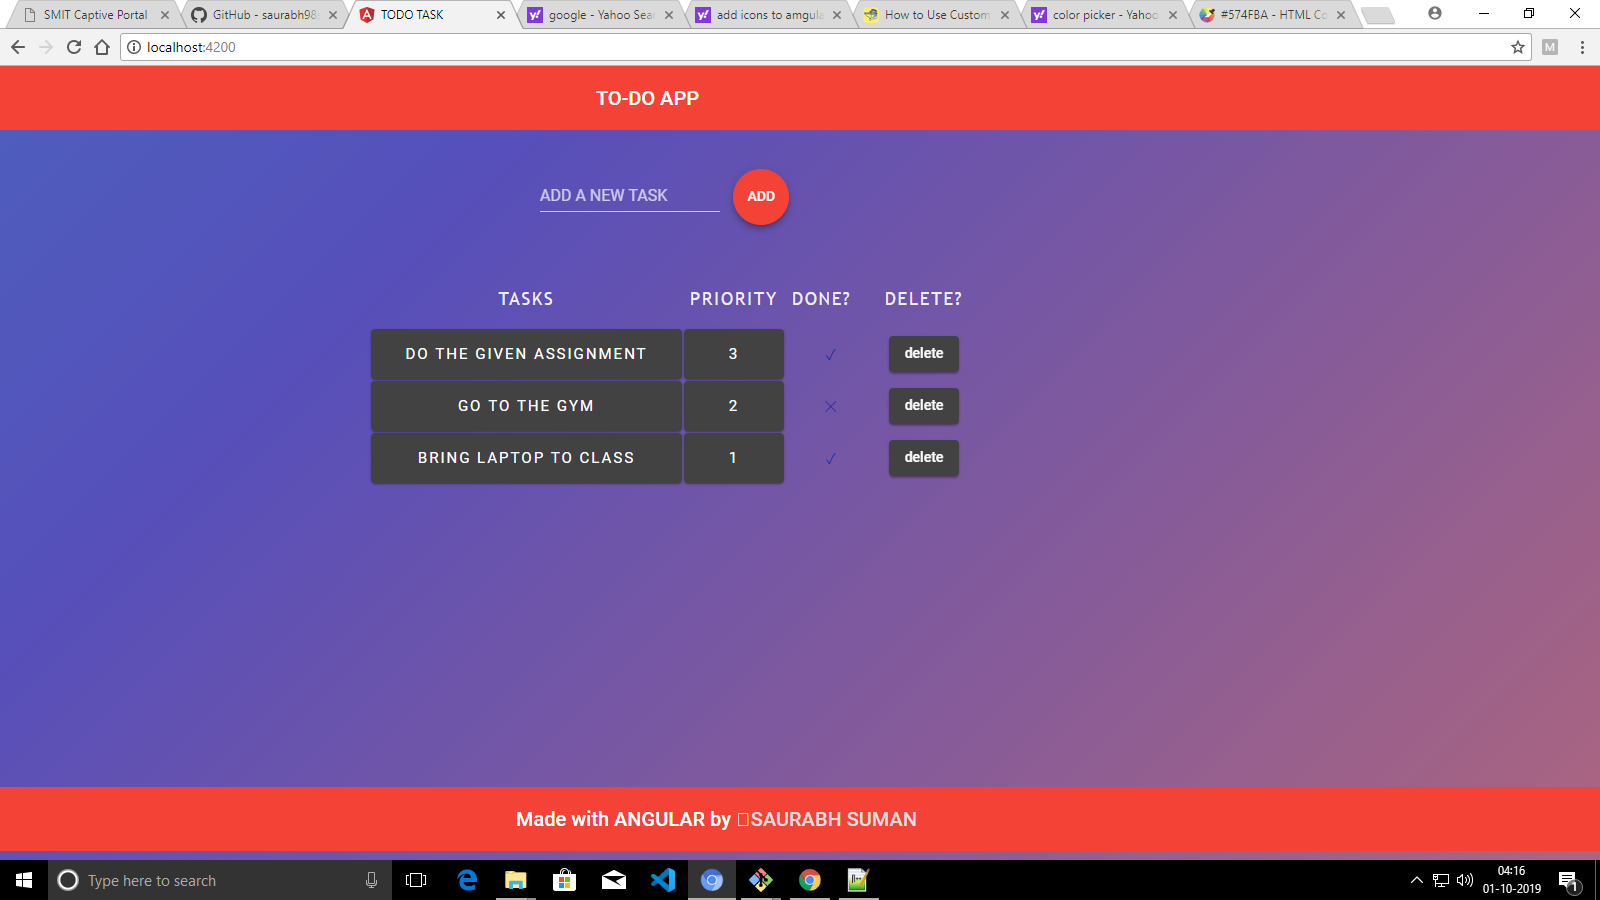 SMIT Captive Portal
GitHub - saurabh98
TODO TASK
google - Yahoo Sea
add icons to amgula
How to Use Custom
color picker - Yahoo
#574FBA - HTML Co
localhost:4200
M
TO-DO APP
ADD A NEW TASK
ADD
TASKS PRIORITY DONE? DELETE?
DO THE GIVEN ASSIGNMENT 3 ✓ delete
GO TO THE GYM 2 ✕ delete
BRING LAPTOP TO CLASS 1 ✓ delete
Made with ANGULAR by SAURABH SUMAN
Type here to search
04:16
01-10-2019
1